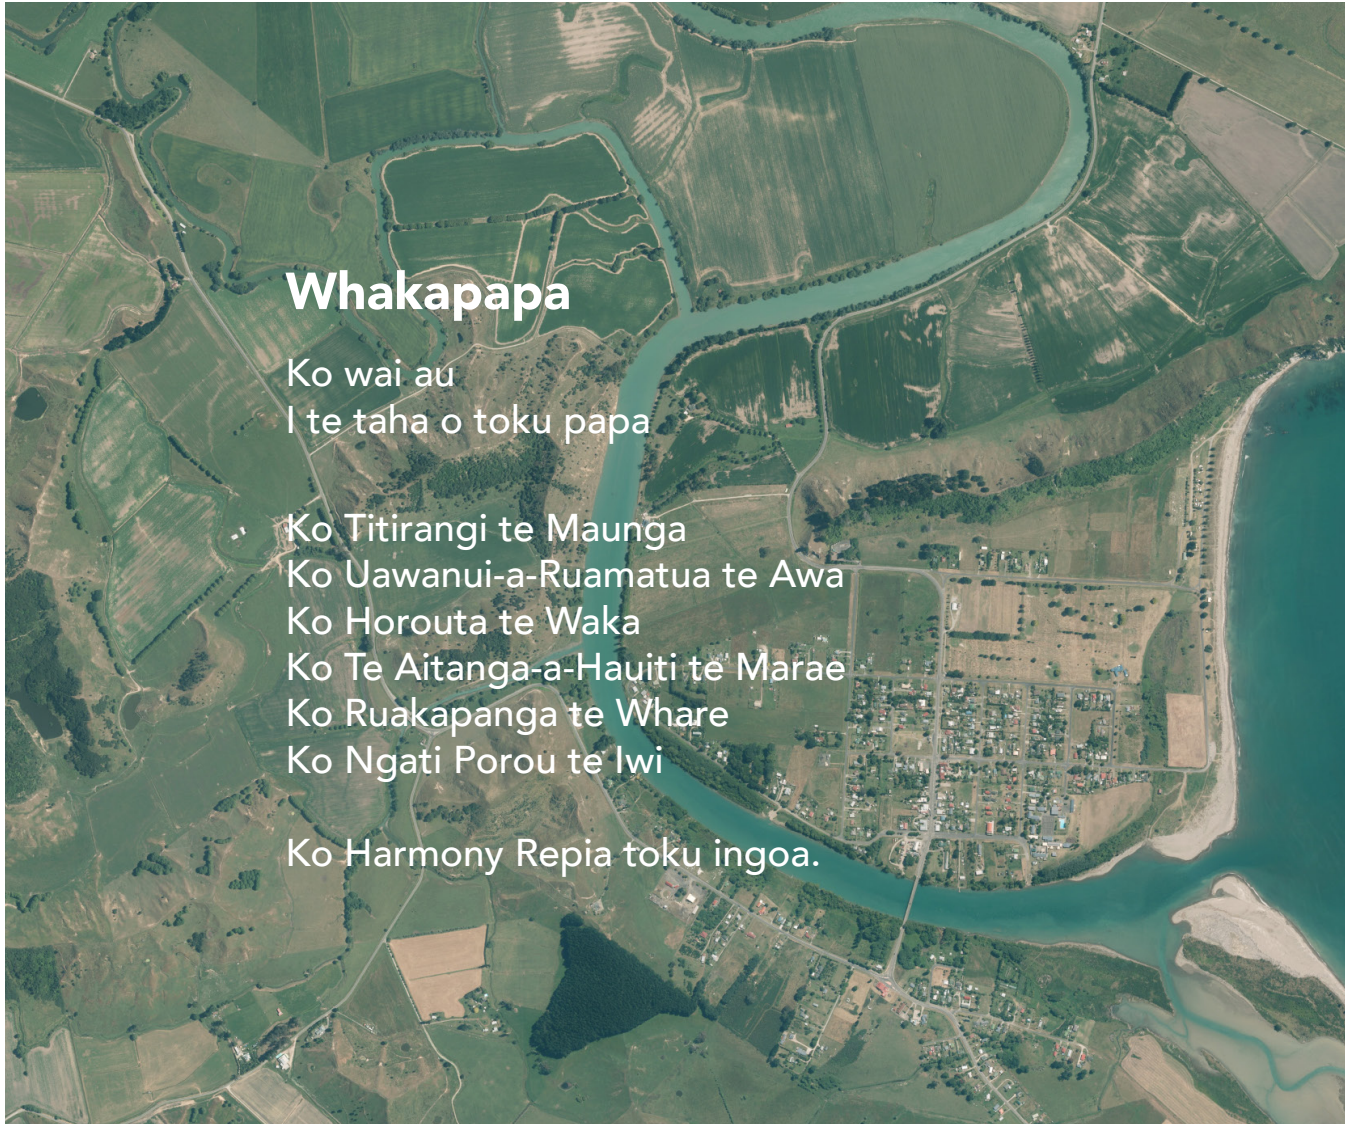 Whakapapa
Ko wai au
I te taha o toku papa
Ko Titirangi te Maunga
Ko Uawanui-a-Ruamatua te Awa
Ko Horouta te Waka
Ko Te Aitanga-a-Hauiti te Marae
Ko Ruakapanga te Whare
Ko Ngati Porou te Iwi
Ko Harmony Repia toku ingoa.